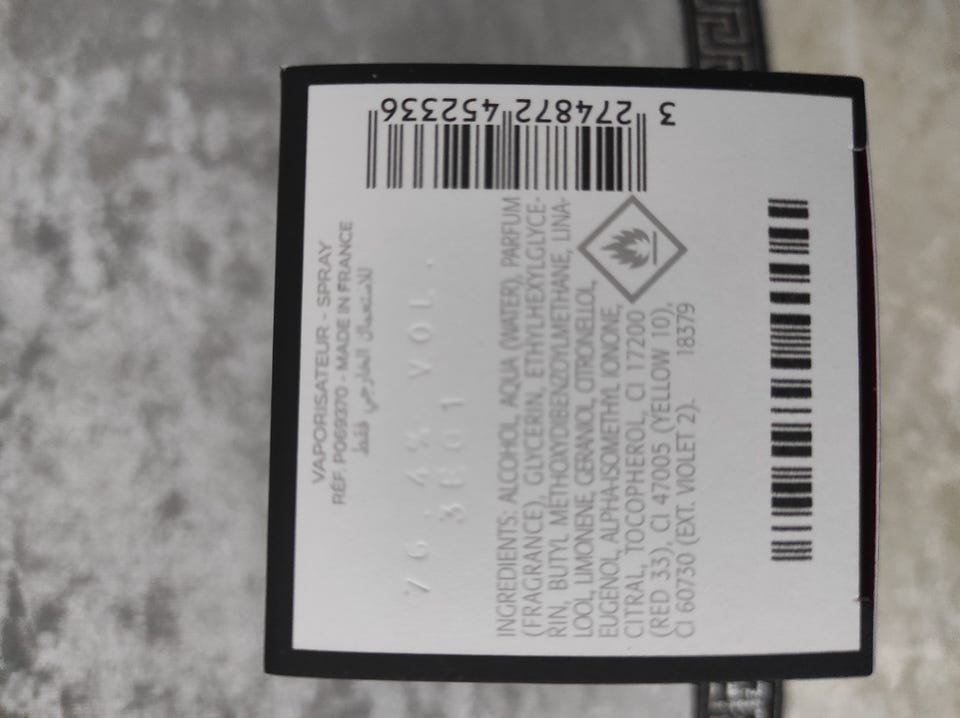 VAPORISATEUR - SPRAY
RÉF. P069370 - MADE IN FRANCE
للاستعمال الخارجي فقط
76.4% VOL.
3E01
INGREDIENTS: ALCOHOL, AQUA (WATER), PARFUM
(FRAGRANCE), GLYCERIN, ETHYLHEXYLGLYCE-
RIN, BUTYL METHOXYDIBENZOYLMETHANE, LINA-
LOOL, LIMONENE, GERANIOL, CITRONELLOL,
EUGENOL, ALPHA-ISOMETHYL IONONE,
CITRAL, TOCOPHEROL, CI 17200
(RED 33), CI 47005 (YELLOW 10),
CI 60730 (EXT. VIOLET 2). 18379
3 274872 452336